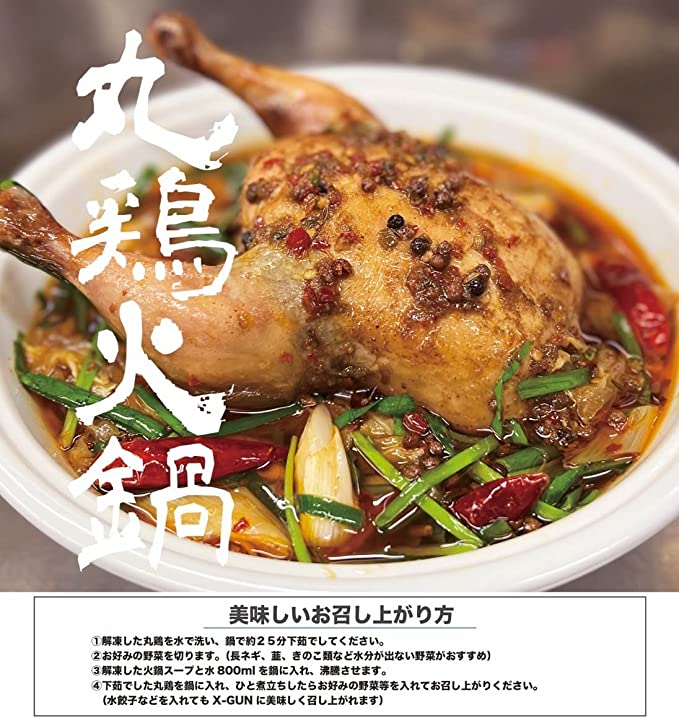 丸鶏火鍋
美味しいお召し上がり方
①解凍した丸鶏を水で洗い、鍋で約２５分下茹でしてください。
②お好みの野菜を切ります。(長ネギ、韮、きのこ類など水分が出ない野菜がおすすめ)
③解凍した火鍋スープと水800mlを鍋に入れ、沸騰させます。
④下茹でした丸鶏を鍋に入れ、ひと煮立ちしたらお好みの野菜等を入れてお召し上がりください。
(水餃子などを入れても X-GUN に美味しく召し上がれます)